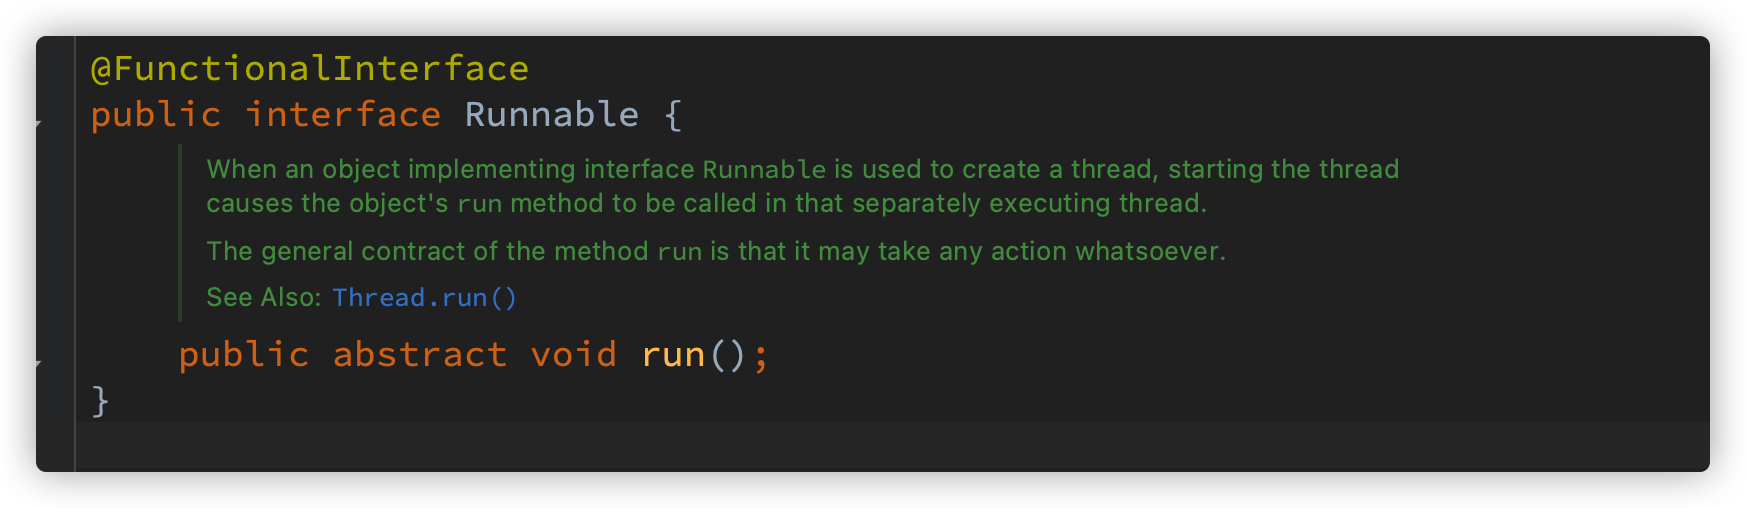 @FunctionalInterface
public interface Runnable {
When an object implementing interface Runnable is used to create a thread, starting the thread
causes the object's run method to be called in that separately executing thread.
The general contract of the method run is that it may take any action whatsoever.
See Also: Thread.run()
public abstract void run();
}